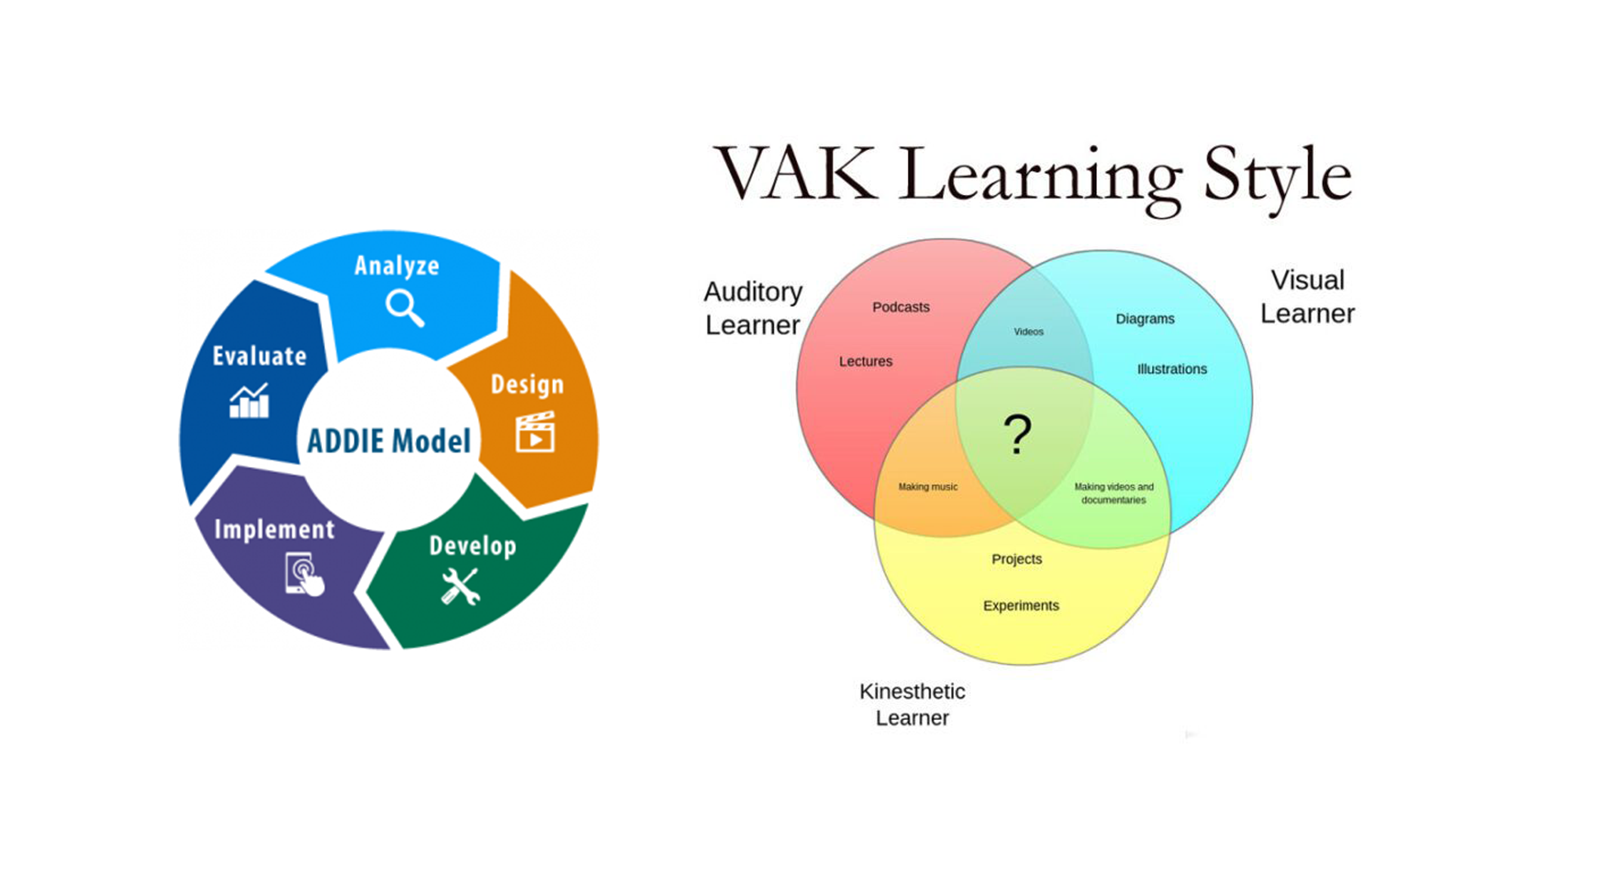 Analyze
Design
Develop
Implement
Evaluate
ADDIE Model
VAK Learning Style
Auditory
Learner
Visual
Learner
Podcasts
Lectures
Videos
Diagrams
Illustrations
?
Making music
Making videos and
documentaries
Projects
Experiments
Kinesthetic
Learner